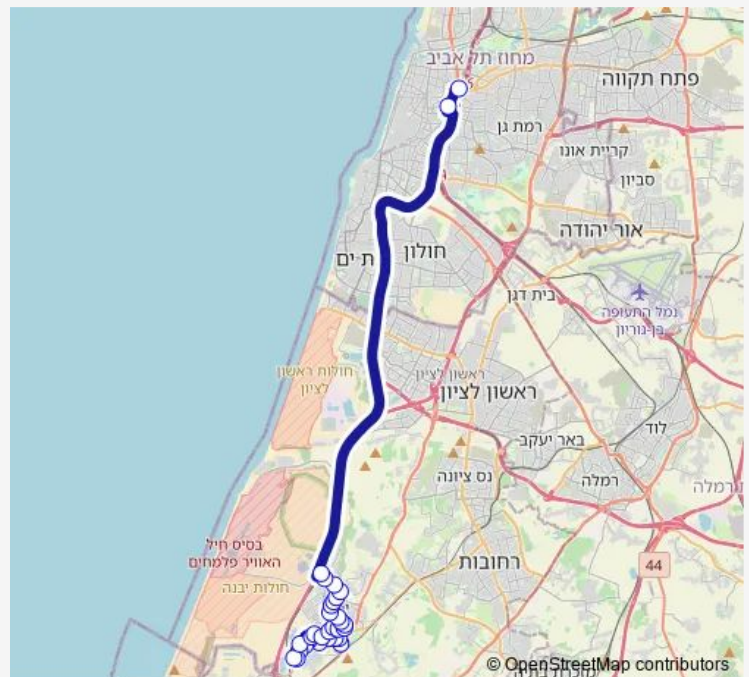 מחוז תל אביב
פתח תקווה
רמת גן
קריית אונו
סביון
אור יהודה
חולון
ת ים
בית דגן
נמל התעופה
בן-גוריון
חולות ראשון
לציון
ראשון לציון
ראשון לציון
לוד
באר יעקב
נס ציונה
רמלה
ת רמלה
בסיס חיל
האוויר פלמחים
רחובות
44
חולות יבנה
© OpenStreetMap contributors